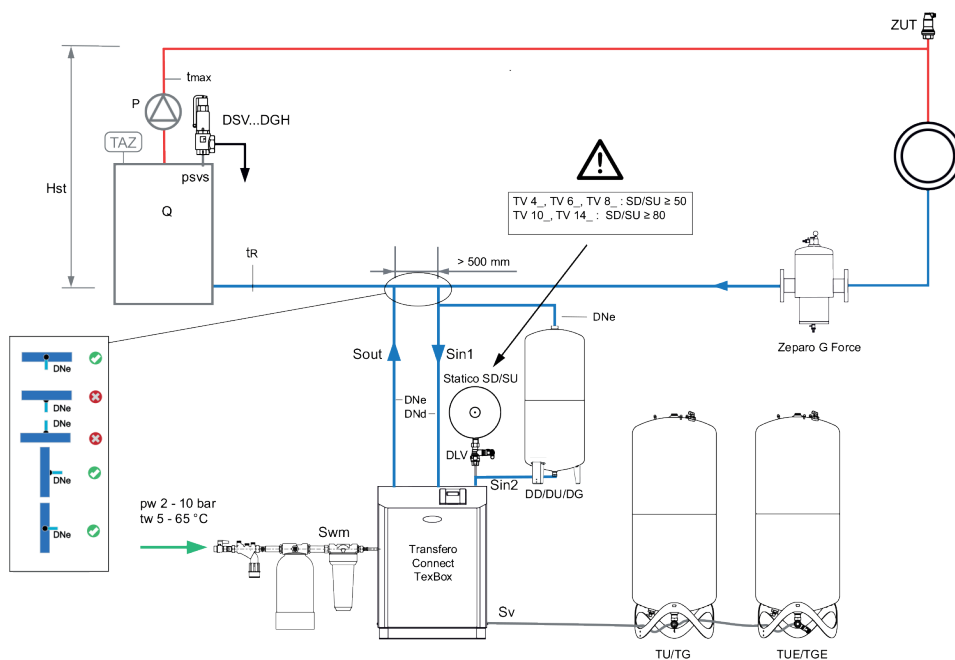 ZUT
tmax
P
DSV...DGH
TAZ
psvs
Hst
Q
TV 4_, TV 6_, TV 8_ : SD/SU ≥ 50
TV 10_, TV 14_ : SD/SU ≥ 80
> 500 mm
tR
DNe
Zeparo G Force
Sout
Sin1
Statico SD/SU
DNe
DNd
DLV
Sin2
DD/DU/DG
DNe
DNe
DNe
DNe
DNe
pw 2 - 10 bar
tw 5 - 65 °C
Swm
Transfero
Connect
TexBox
Sv
TU/TG
TUE/TGE